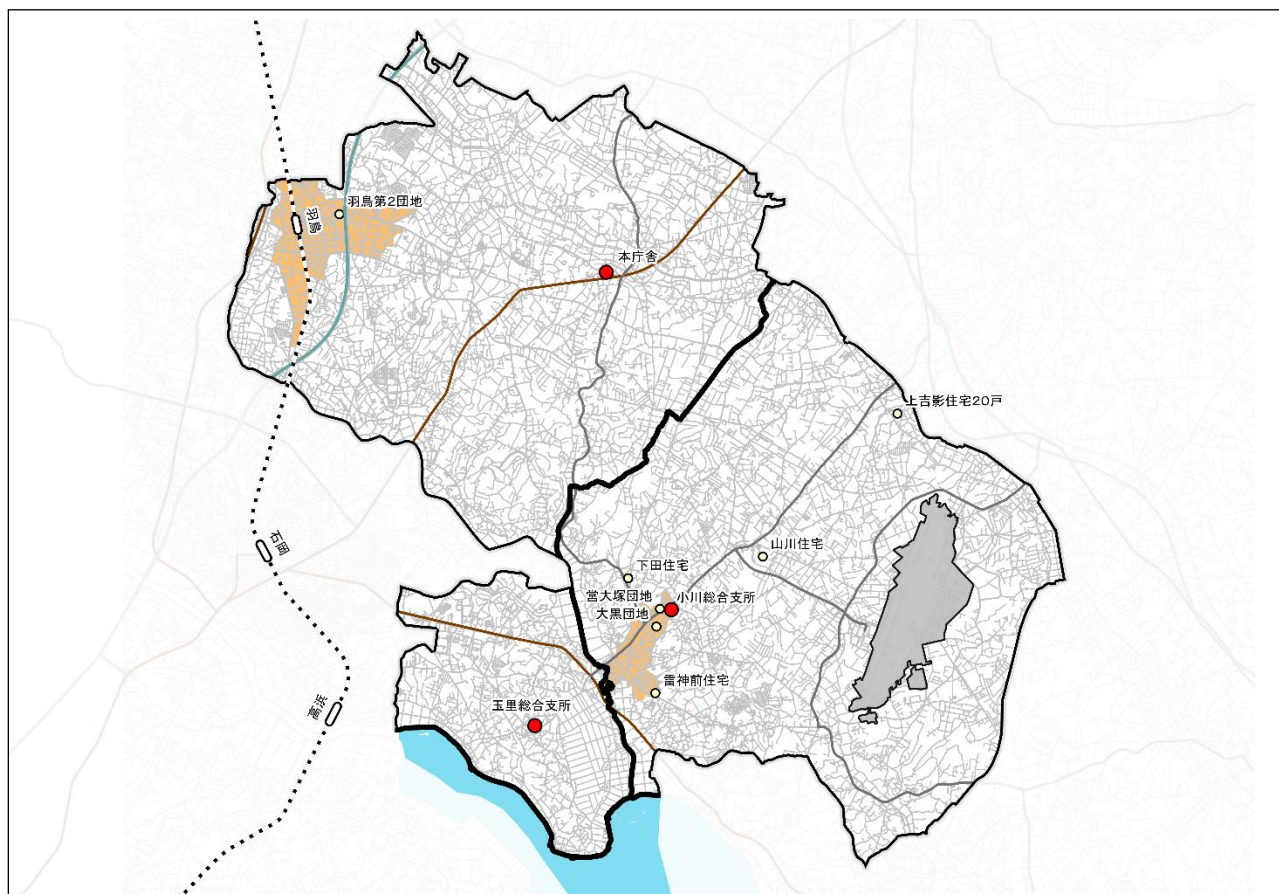 羽鳥第2団地
羽鳥
本庁舎
上吉影住宅20戸
石岡
山川住宅
下田住宅
営大塚団地
小川総合支所
大黒団地
雷神前住宅
玉里総合支所
高浜